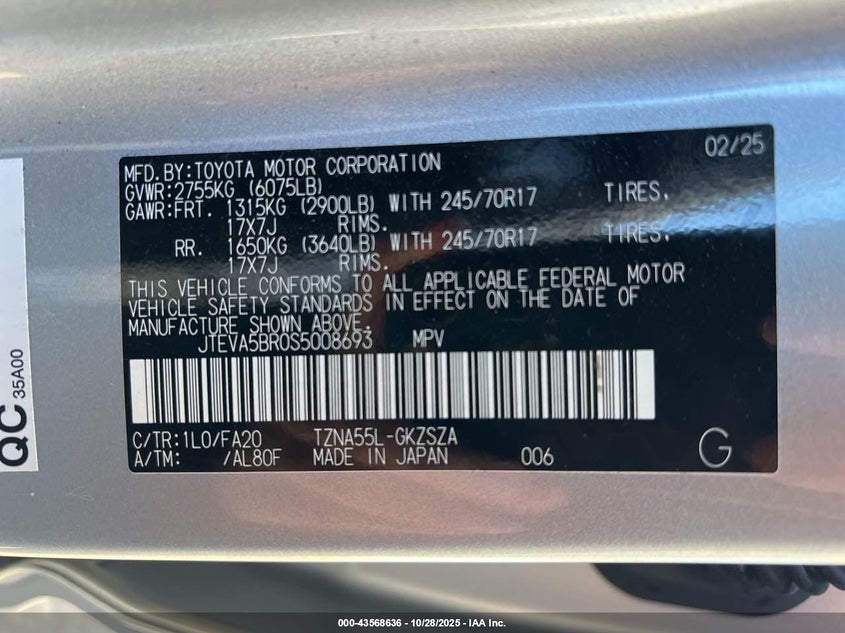 02/25
MFD.BY:TOYOTA MOTOR CORPORATION
GVWR:2755KG (6075LB)
GAWR:FRT. 1315KG (2900LB) WITH 245/70R17 TIRES.
17X7J RIMS.
RR. 1650KG (3640LB) WITH 245/70R17 TIRES.
17X7J RIMS.
THIS VEHICLE CONFORMS TO ALL APPLICABLE FEDERAL MOTOR
VEHICLE SAFETY STANDARDS IN EFFECT ON THE DATE OF
MANUFACTURE SHOWN ABOVE.
JTEVA5BR0S5008693 MPV
C/TR:1L0/FA20 TZNA55L-GKZSZA
A/TM: /AL80F MADE IN JAPAN 006 G
QC 35A00
000-43568636 | 10/28/2025 | IAA Inc.